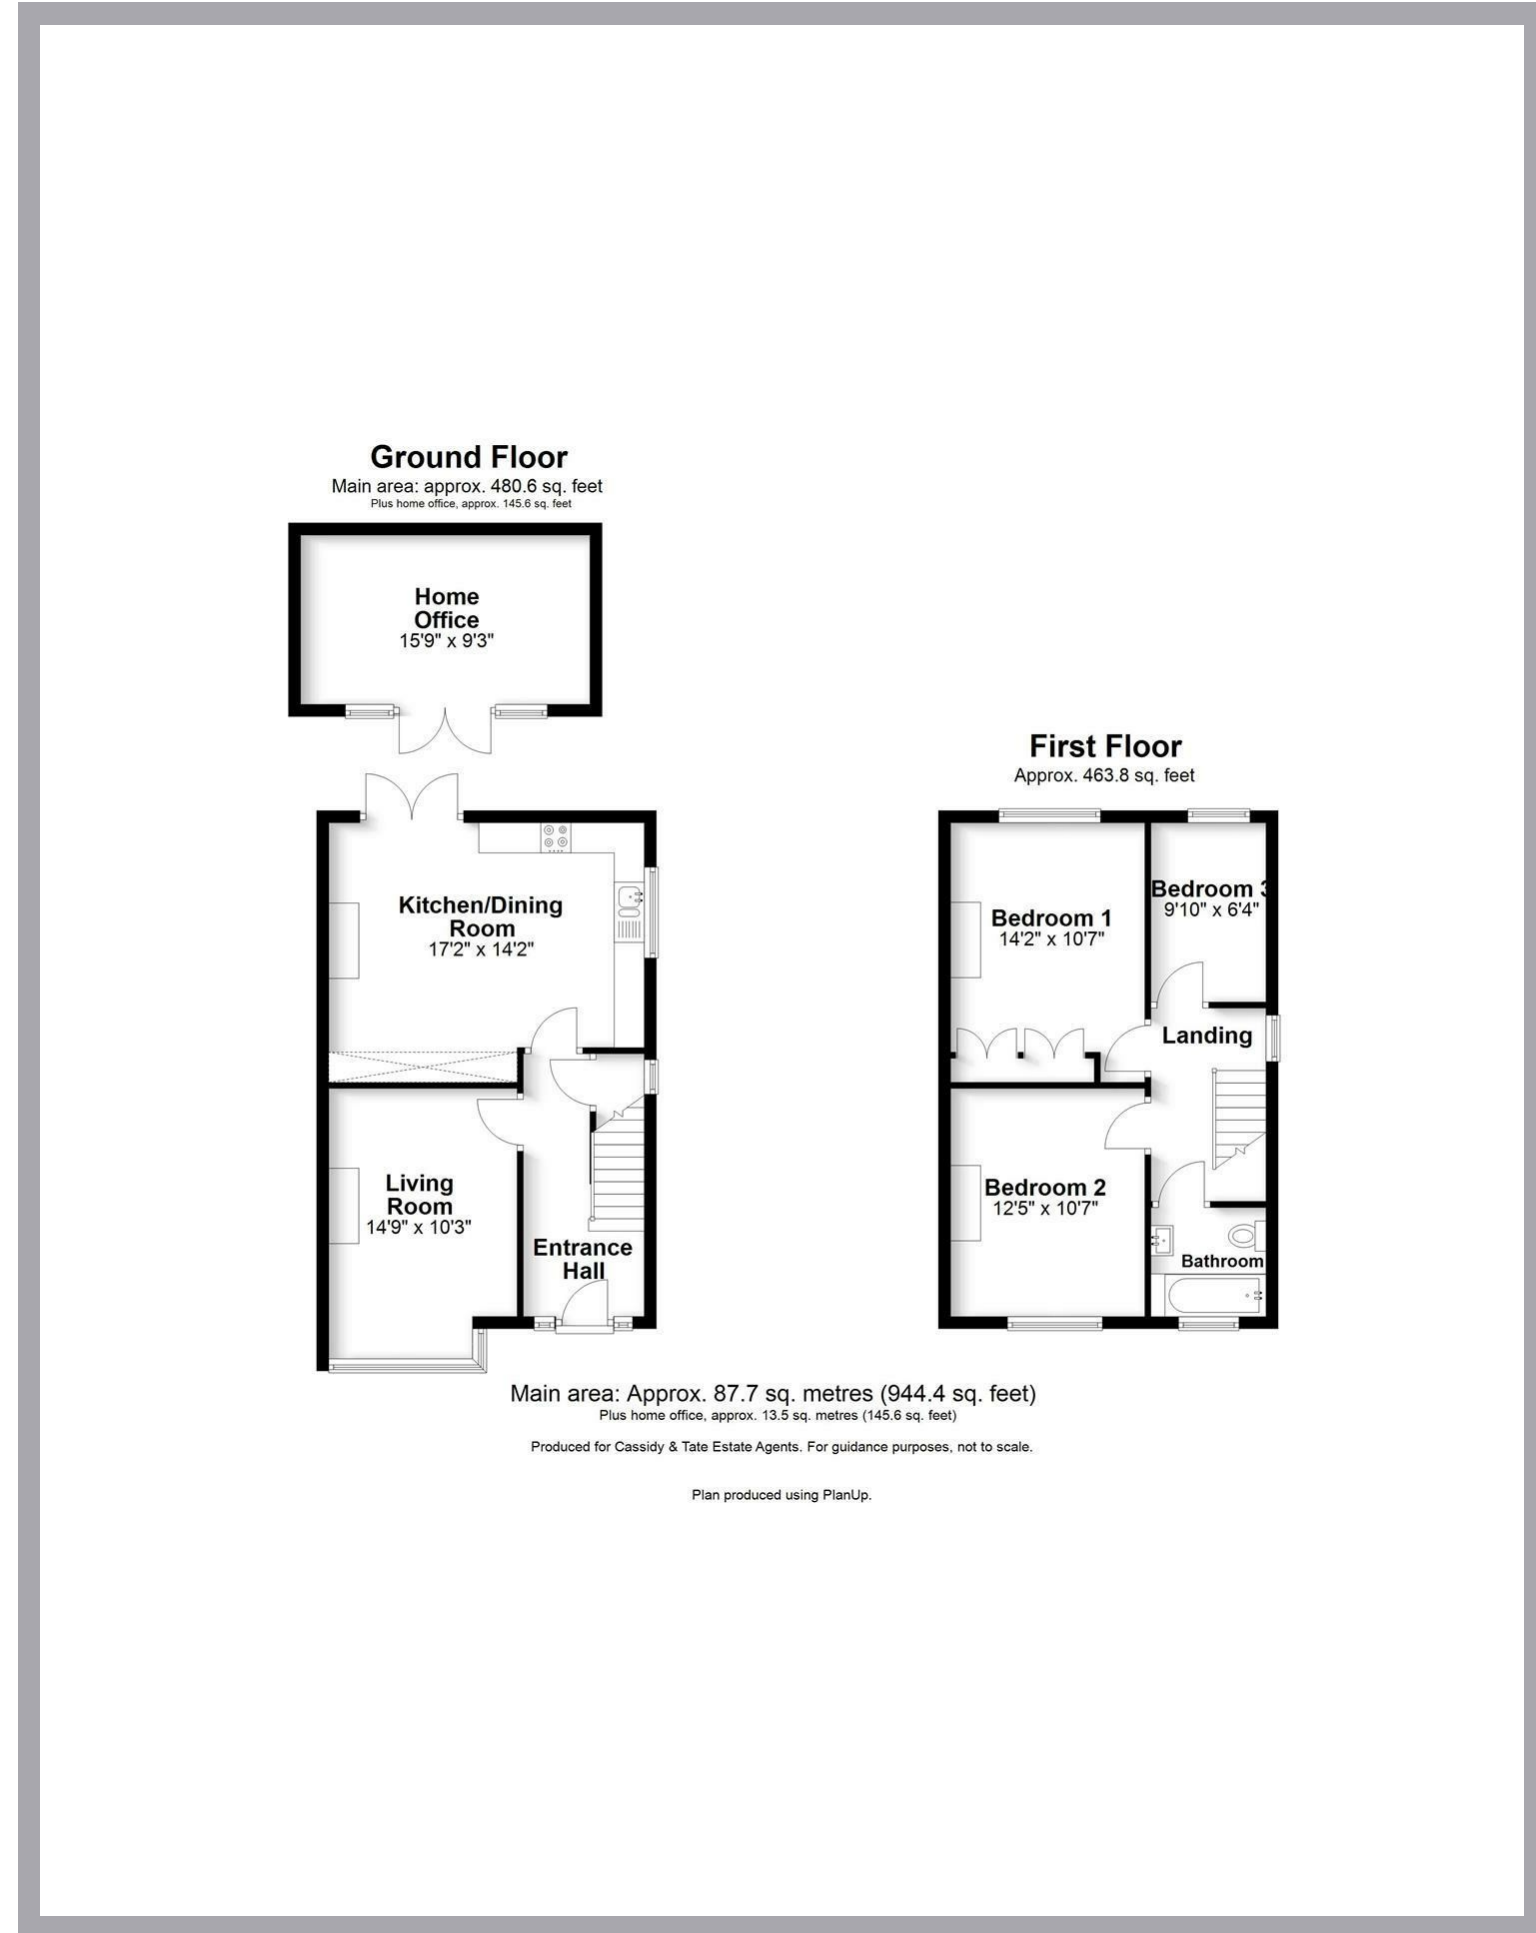 Ground Floor
Main area: approx. 480.6 sq. feet
Plus home office, approx. 145.6 sq. feet
Home
Office
15'9" x 9'3"
Kitchen/Dining
Room
17'2" x 14'2"
Living
Room
14'9" x 10'3"
Entrance
Hall
First Floor
Approx. 463.8 sq. feet
Bedroom 1
14'2" x 10'7"
Bedroom 3
9'10" x 6'4"
Landing
Bedroom 2
12'5" x 10'7"
Bathroom
Main area: Approx. 87.7 sq. metres (944.4 sq. feet)
Plus home office, approx. 13.5 sq. metres (145.6 sq. feet)
Produced for Cassidy & Tate Estate Agents. For guidance purposes, not to scale.
Plan produced using PlanUp.